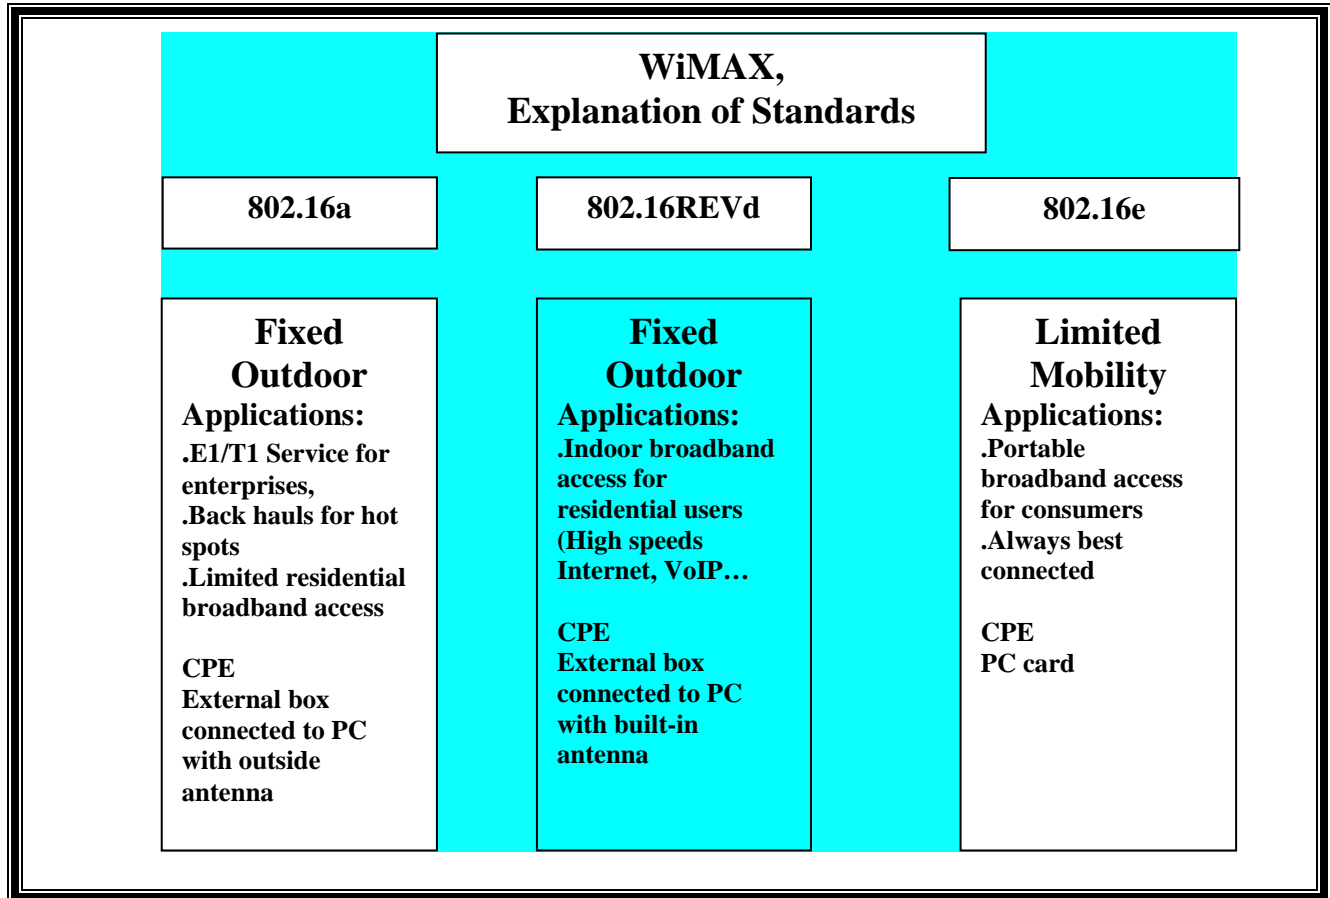 WiMAX,
Explanation of Standards
802.16a
802.16REVd
802.16e
Fixed
Outdoor
Applications:
.E1/T1 Service for
enterprises,
.Back hauls for hot
spots
.Limited residential
broadband access
CPE
External box
connected to PC
with outside
antenna
Fixed
Outdoor
Applications:
.Indoor broadband
access for
residential users
(High speeds
Internet, VoIP…
CPE
External box
connected to PC
with built-in
antenna
Limited
Mobility
Applications:
.Portable
broadband access
for consumers
.Always best
connected
CPE
PC card